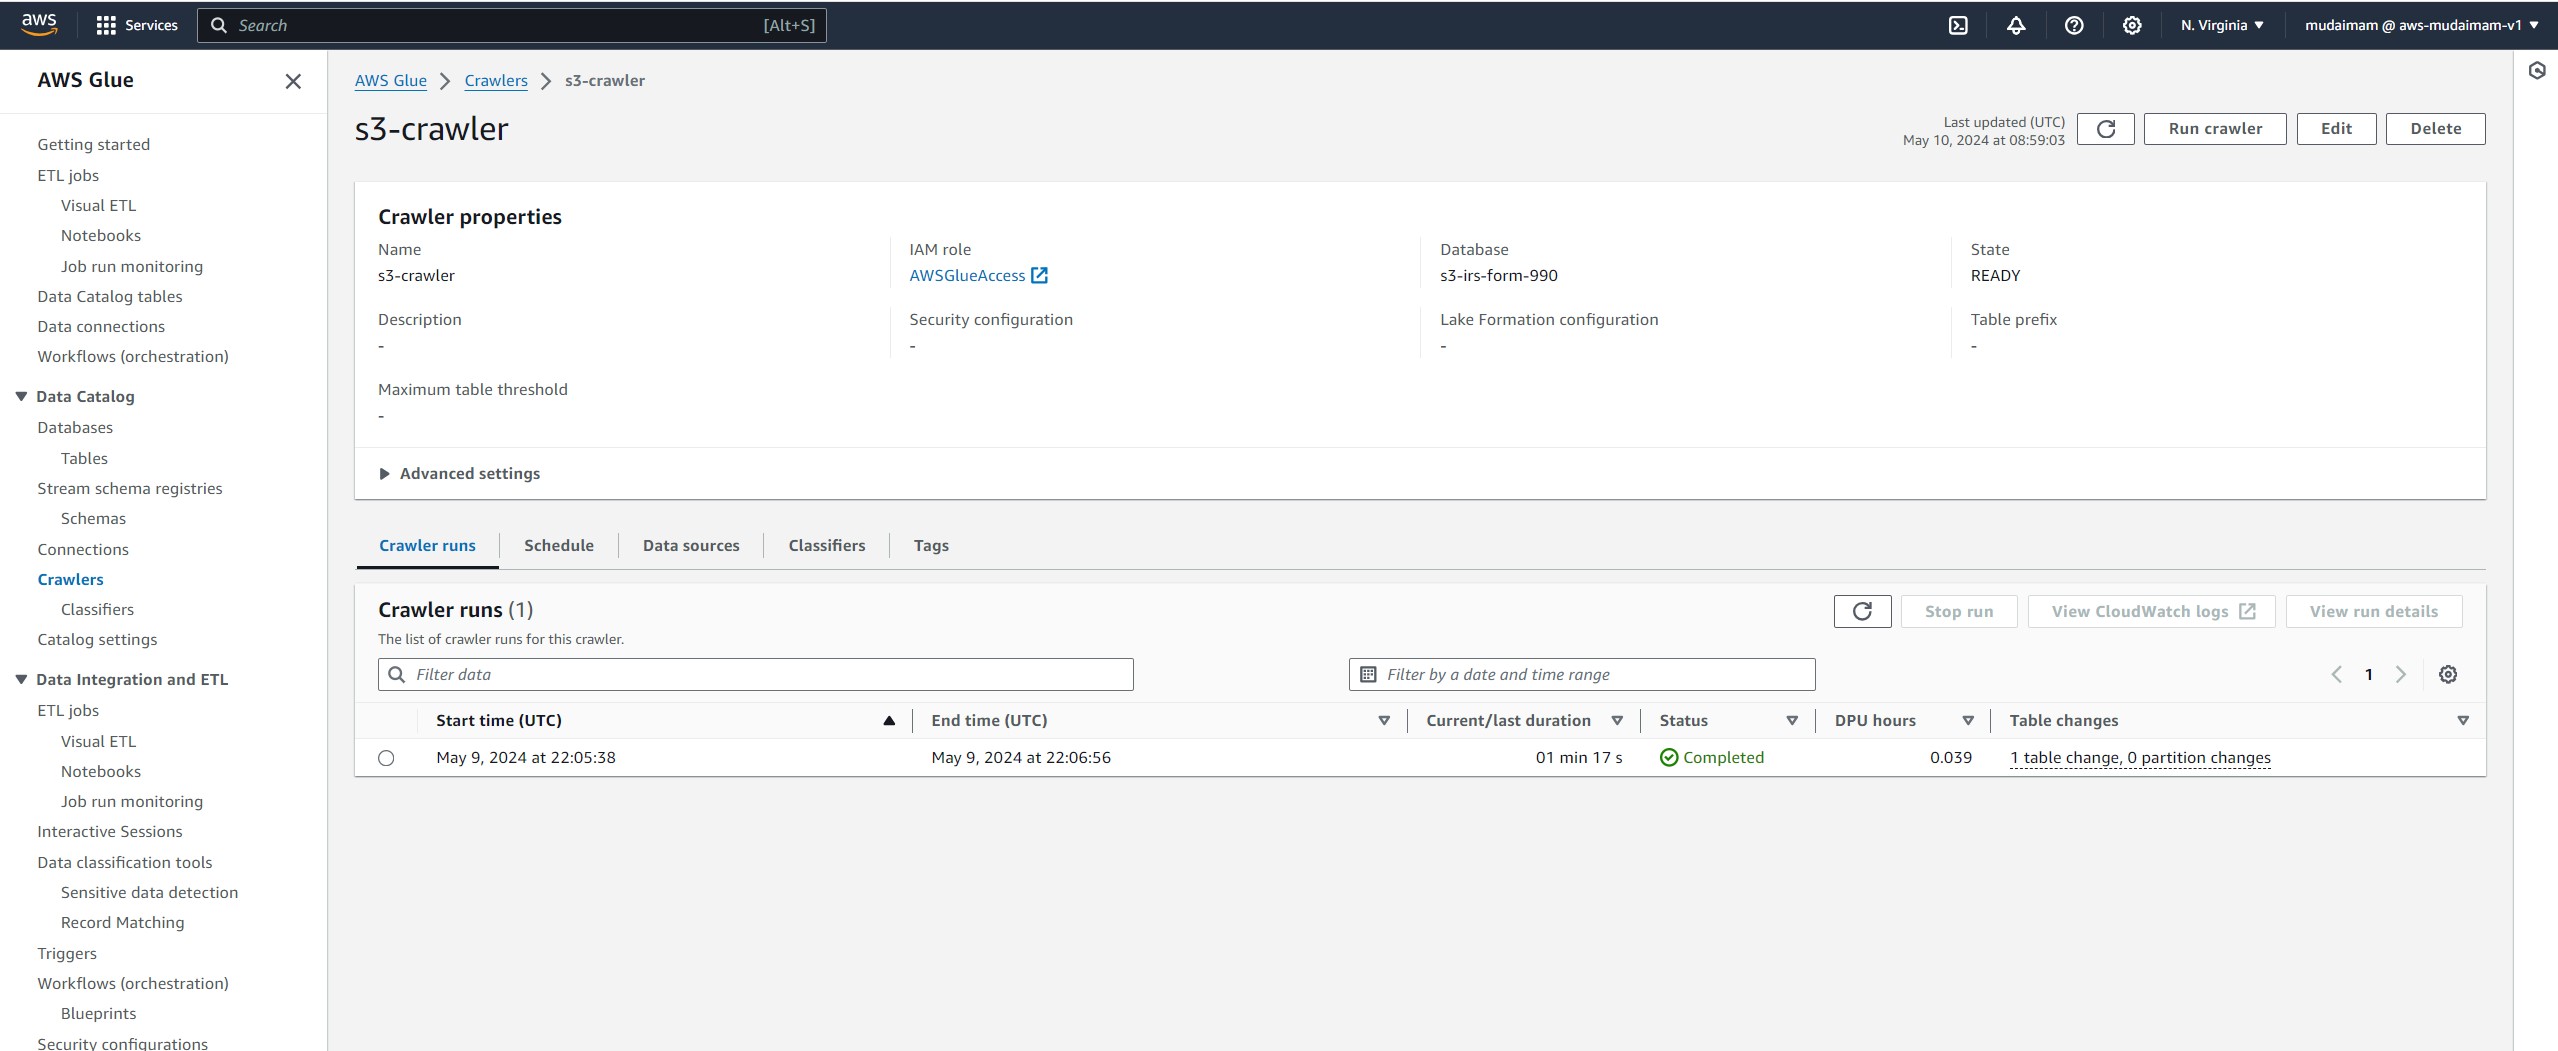 aws
Services
Search
[Alt+S]
N. Virginia
mudaimam @ aws-mudaimam-v1
AWS Glue
Getting started
ETL jobs
Visual ETL
Notebooks
Job run monitoring
Data Catalog tables
Data connections
Workflows (orchestration)
Data Catalog
Databases
Tables
Stream schema registries
Schemas
Connections
Crawlers
Classifiers
Catalog settings
Data Integration and ETL
ETL jobs
Visual ETL
Notebooks
Job run monitoring
Interactive Sessions
Data classification tools
Sensitive data detection
Record Matching
Triggers
Workflows (orchestration)
Blueprints
Security configurations
AWS Glue
Crawlers
s3-crawler
s3-crawler
Last updated (UTC)
May 10, 2024 at 08:59:03
Run crawler
Edit
Delete
Crawler properties
Name
s3-crawler
IAM role
AWSGlueAccess
Database
s3-irs-form-990
State
READY
Description
-
Security configuration
-
Lake Formation configuration
-
Table prefix
-
Maximum table threshold
-
Advanced settings
Crawler runs
Schedule
Data sources
Classifiers
Tags
Crawler runs (1)
The list of crawler runs for this crawler.
Stop run
View CloudWatch logs
View run details
Filter data
Filter by a date and time range
1
Start time (UTC)
End time (UTC)
Current/last duration
Status
DPU hours
Table changes
May 9, 2024 at 22:05:38
May 9, 2024 at 22:06:56
01 min 17 s
Completed
0.039
1 table change, 0 partition changes